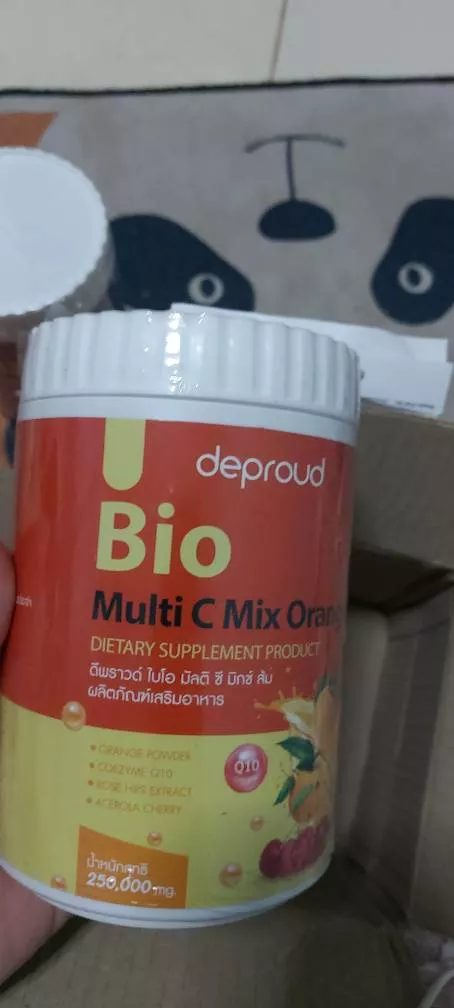 deproud
Bio
Multi C Mix Orang
DIETARY SUPPLEMENT PRODUCT
ดีพราวด์ ไบโอ มัลติ ซี มิกซ์ ส้ม
ผลิตภัณฑ์เสริมอาหาร
• ORANGE POWDER
• COEZYME Q10
• ROSE HIPS EXTRACT
• ACEROLA CHERRY
Q10
น้ำหนักสุทธิ
250,000 mg.